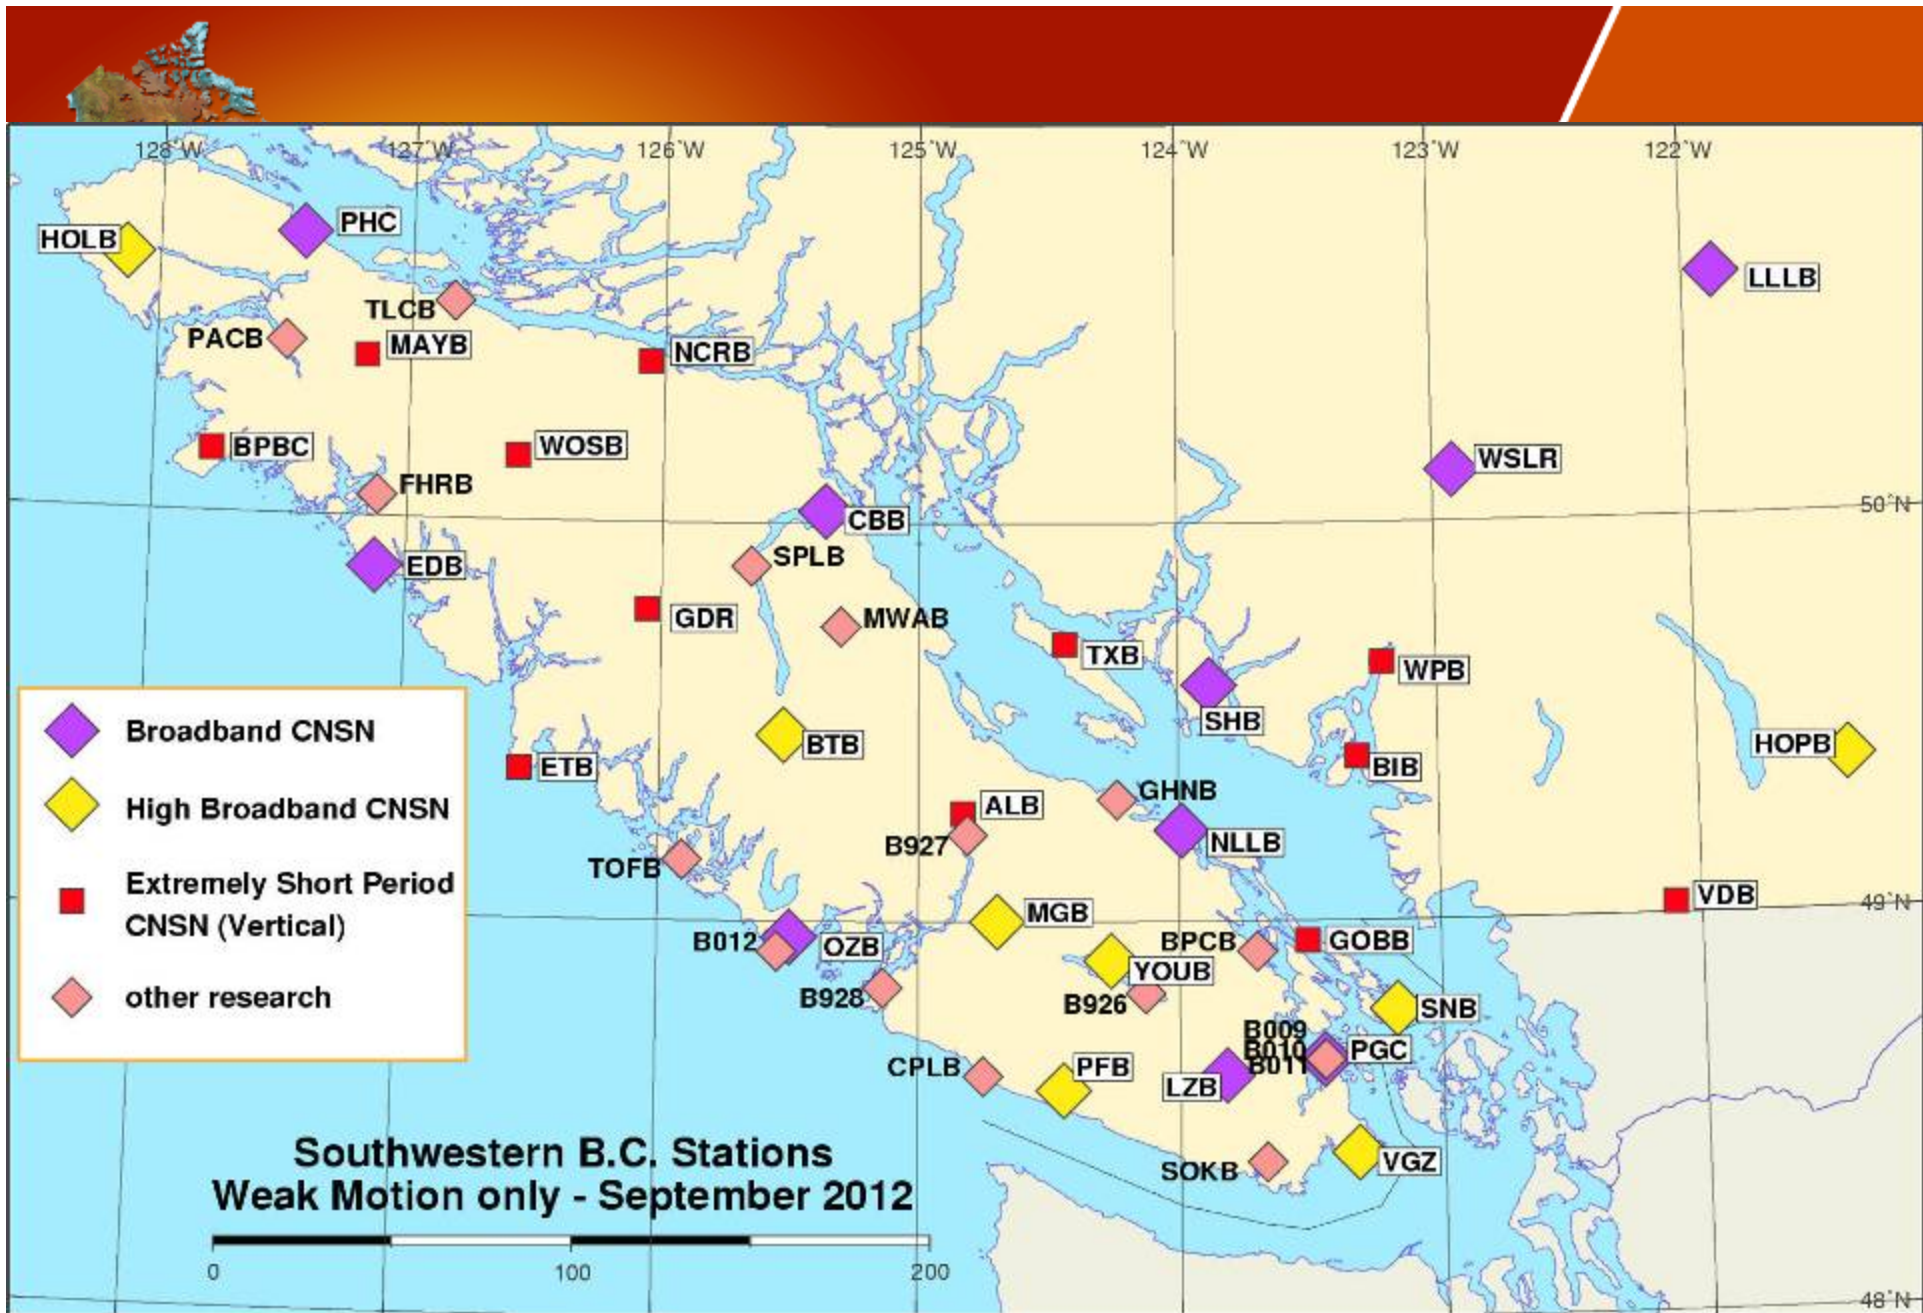 128°W 127°W 126°W 125°W 124°W 123°W 122°W
PHC
HOLB
LLLB
TLCB
PACB
MAYB
NCRB
BPBC
WOSB
WSLR
FHRB
50°N
CBB
SPLB
EDB
GDR
MWAB
TXB
WPB
SHB
BTB
HOPB
ETB
BIB
GHNB
ALB
B927
NLLB
TOFB
VDB
49°N
MGB
B012
OZB
BPCB
GOBB
YOUB
B928
B926
SNB
B009
B010
PGC
B011
CPLB
PFB
LZB
VGZ
SOKB
Broadband CNSN
High Broadband CNSN
Extremely Short Period
CNSN (Vertical)
other research
Southwestern B.C. Stations
Weak Motion only - September 2012
0 100 200
48°N